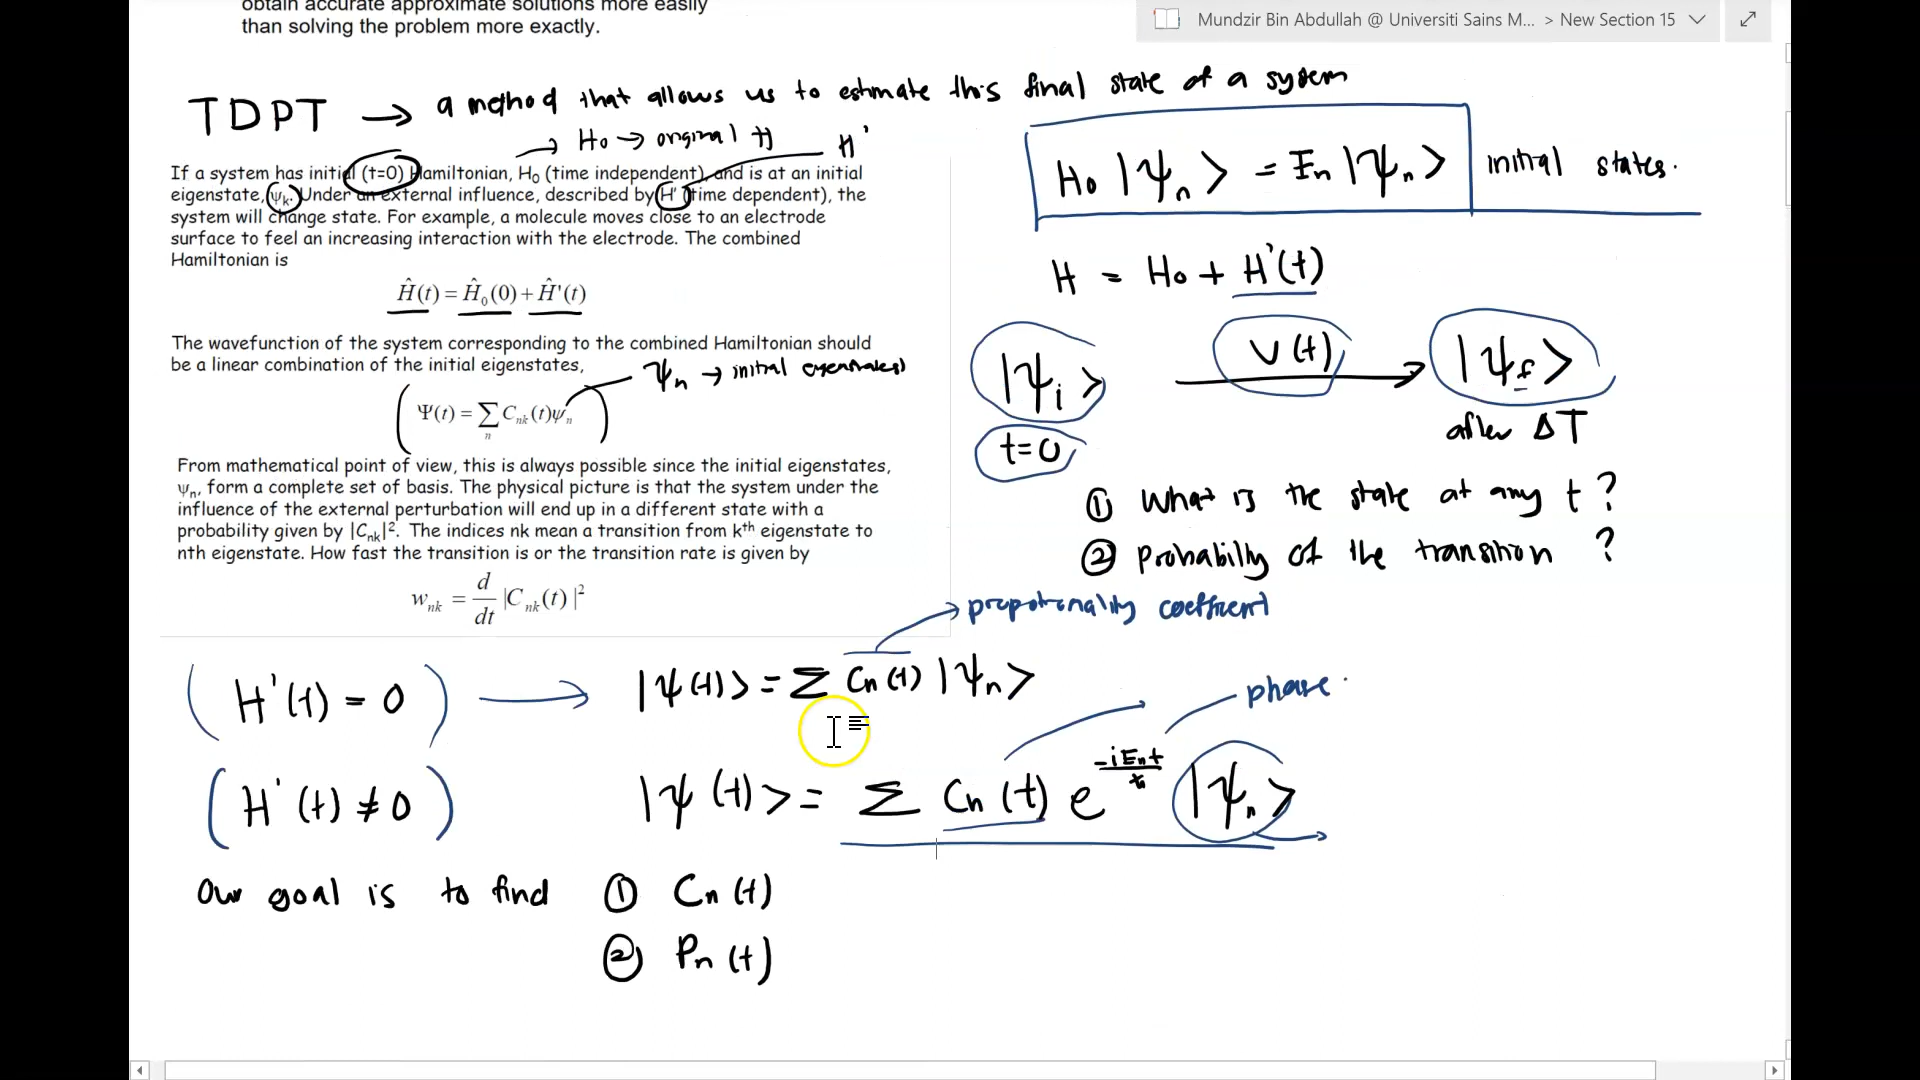 obtain accurate approximate solutions more easily
than solving the problem more exactly.
Mundzir Bin Abdullah @ Universiti Sains M... > New Section 15
TDPT → a method that allows us to estimate this final state of a system
→ H₀ → original H
H'
If a system has initial (t=0) Hamiltonian, H₀ (time independent), and is at an initial
eigenstate, ψₖ. Under an external influence, described by H' (time dependent), the
system will change state. For example, a molecule moves close to an electrode
surface to feel an increasing interaction with the electrode. The combined
Hamiltonian is
Ĥ(t) = Ĥ₀(0) + Ĥ'(t)
The wavefunction of the system corresponding to the combined Hamiltonian should
be a linear combination of the initial eigenstates,
ψn → initial eigenstates
Ψ(t) = Σn Cnk(t)ψn
From mathematical point of view, this is always possible since the initial eigenstates,
ψn, form a complete set of basis. The physical picture is that the system under the
influence of the external perturbation will end up in a different state with a
probability given by |Cnk|². The indices nk mean a transition from kth eigenstate to
nth eigenstate. How fast the transition is or the transition rate is given by
wnk = d/dt |Cnk(t)|²
H₀ |ψn> = En |ψn> initial states.
H = H₀ + H'(t)
|ψi> V(t) → |ψf>
t=0
after ΔT
① What is the state at any t?
② Probability of the transition?
→ propotionality coefficient
(H'(t) = 0) → |ψ(t)> = Σ Cn(t) |ψn>
phase.
(H'(t) ≠ 0) |ψ(t)> = Σ Cn(t) e^(-iEnt/ħ) |ψn>
Our goal is to find ① Cn(t)
② Pn(t)